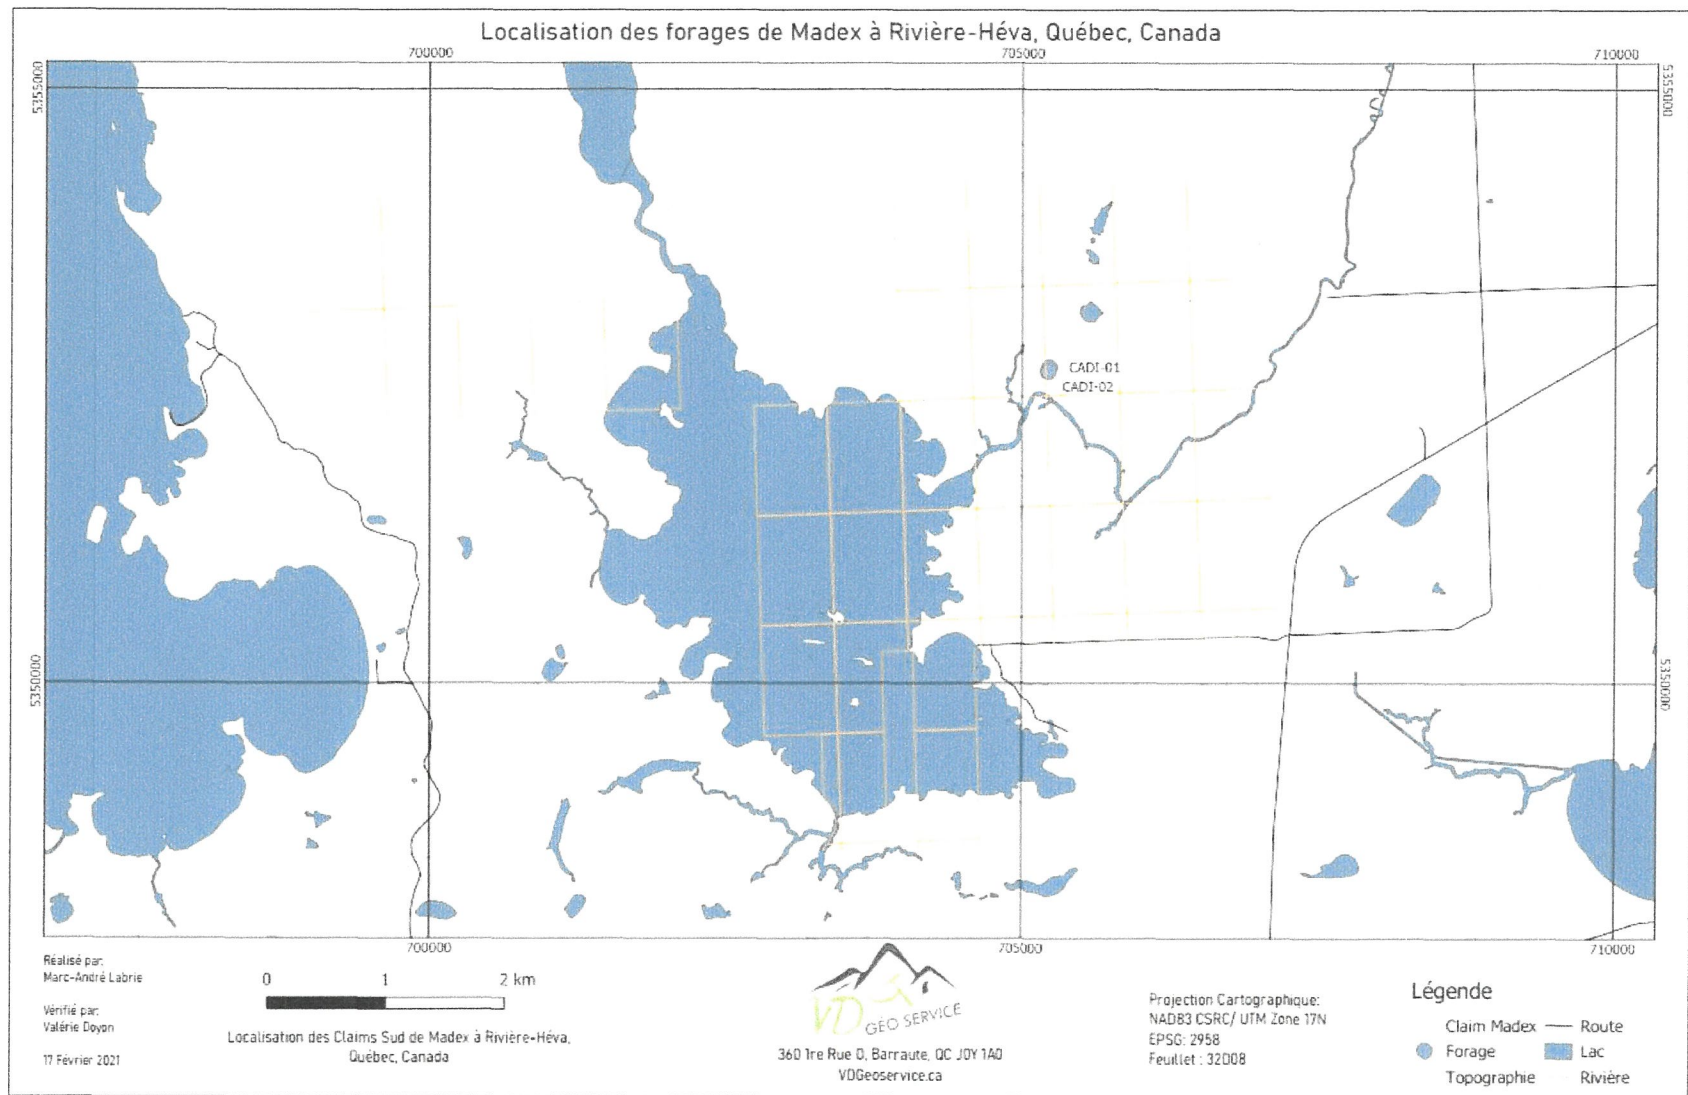 Localisation des forages de Madex à Rivière-Héva, Québec, Canada
700000
705000
710000
5355000
5355000
CADI-01
CADI-02
5350000
5350000
700000
705000
710000
Réalisé par:
Marc-André Labrie
Vérifié par:
Valérie Doyon
17 Février 2021
0 1 2 km
Localisation des Claims Sud de Madex à Rivière-Héva,
Québec, Canada
VD GÉO SERVICE
360 1re Rue O, Barraute, QC J0Y 1A0
VDGeoservice.ca
Projection Cartographique:
NAD83 CSRC/ UTM Zone 17N
EPSG: 2958
Feuillet : 32D08
Légende
Claim Madex
Route
Forage
Lac
Topographie
Rivière